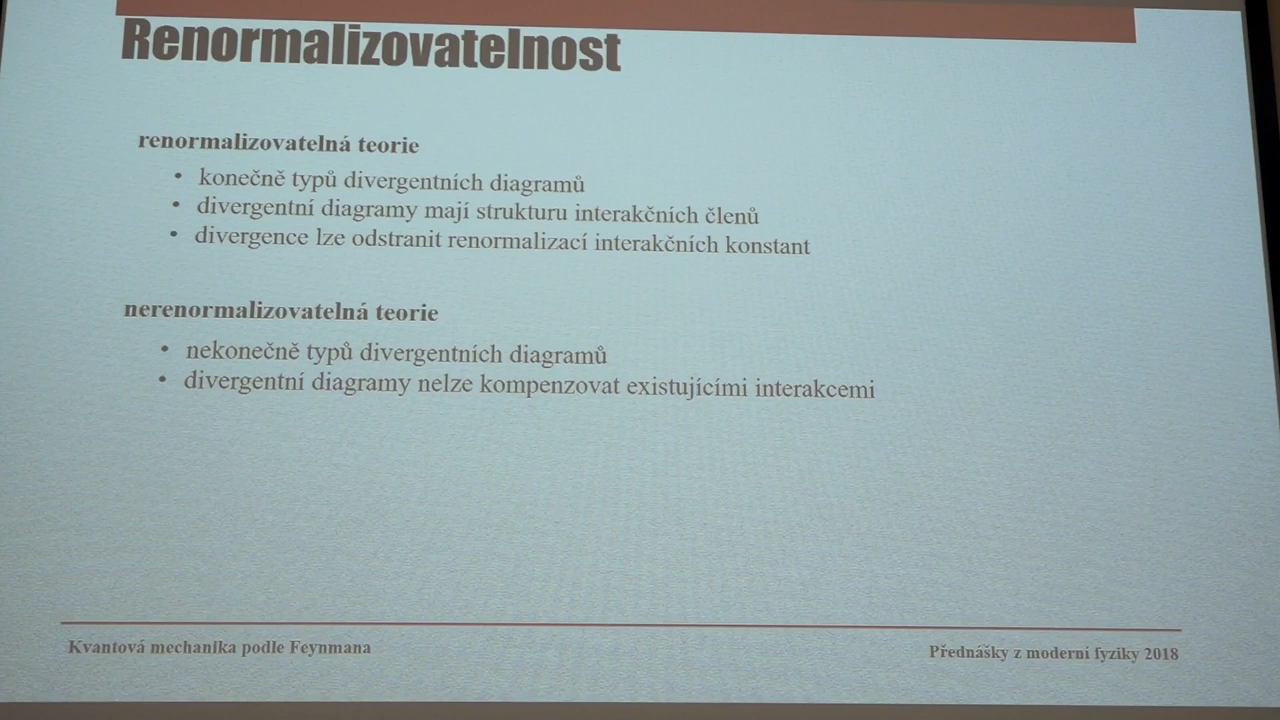 Renormalizovatelnost
renormalizovatelná teorie
• konečně typů divergentních diagramů
• divergentní diagramy mají strukturu interakčních členů
• divergence lze odstranit renormalizací interakčních konstant
nerenormalizovatelná teorie
• nekonečně typů divergentních diagramů
• divergentní diagramy nelze kompenzovat existujícími interakcemi
Kvantová mechanika podle Feynmana
Přednášky z moderní fyziky 2018